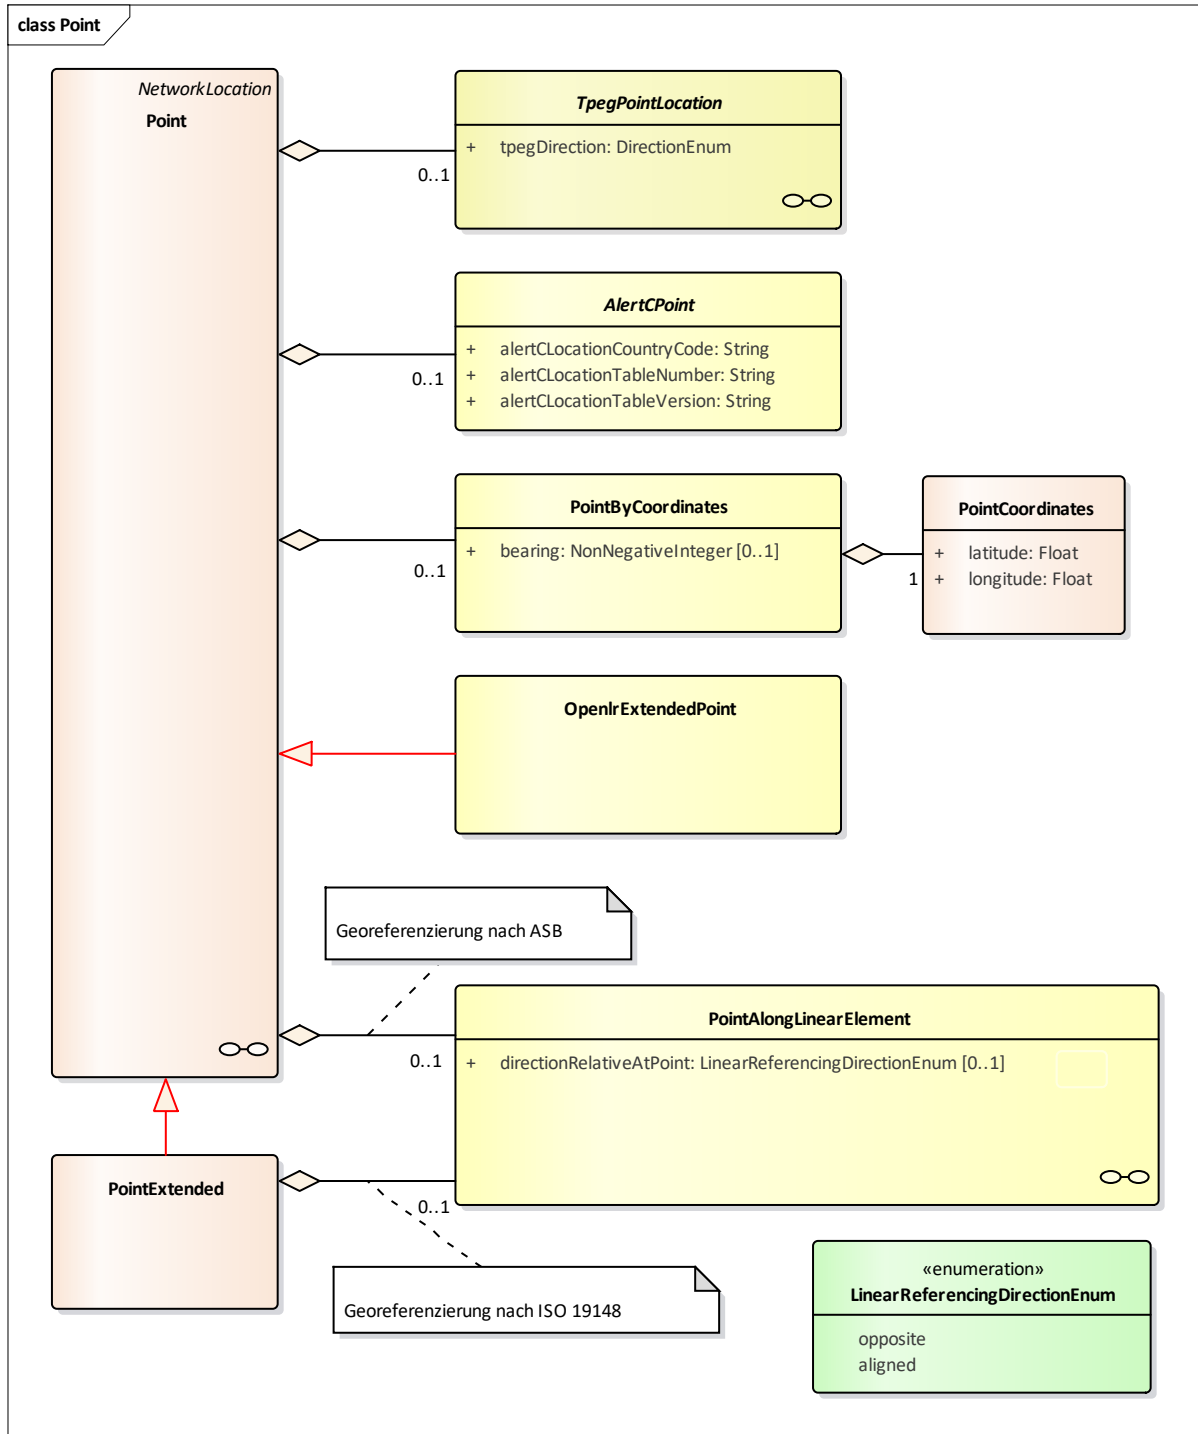 class Point
NetworkLocation
Point
TpegPointLocation
+ tpegDirection: DirectionEnum
0..1
AlertCPoint
+ alertCLocationCountryCode: String
+ alertCLocationTableNumber: String
+ alertCLocationTableVersion: String
0..1
PointByCoordinates
+ bearing: NonNegativeInteger [0..1]
0..1
PointCoordinates
+ latitude: Float
+ longitude: Float
1
OpenlrExtendedPoint
Georeferenzierung nach ASB
PointAlongLinearElement
+ directionRelativeAtPoint: LinearReferencingDirectionEnum [0..1]
0..1
PointExtended
0..1
Georeferenzierung nach ISO 19148
«enumeration»
LinearReferencingDirectionEnum
opposite
aligned